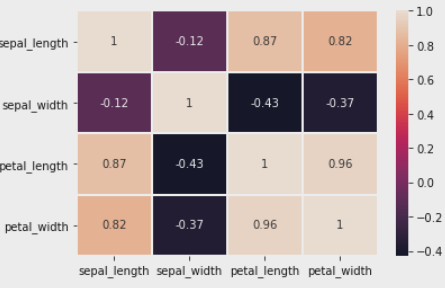 sepal_length 1 -0.12 0.87 0.82
sepal_width -0.12 1 -0.43 -0.37
petal_length 0.87 -0.43 1 0.96
petal_width 0.82 -0.37 0.96 1
sepal_length sepal_width petal_length petal_width
1.0
0.8
0.6
0.4
0.2
0.0
−0.2
−0.4